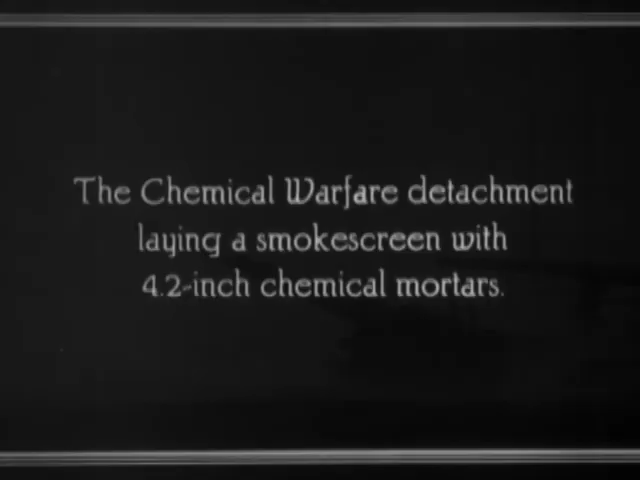 The Chemical Warfare detachment
laying a smokescreen with
4.2-inch chemical mortars.